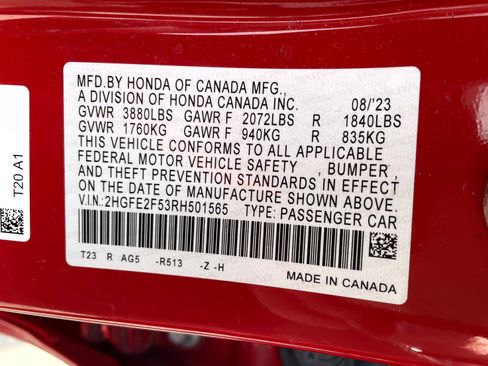 MFD.BY HONDA OF CANADA MFG.,
A DIVISION OF HONDA CANADA INC. 08/'23
GVWR 3880LBS GAWR F 2072LBS R 1840LBS
GVWR 1760KG GAWR F 940KG R 835KG
THIS VEHICLE CONFORMS TO ALL APPLICABLE
FEDERAL MOTOR VEHICLE SAFETY , BUMPER ,
AND THEFT PREVENTION STANDARDS IN EFFECT
ON THE DATE OF MANUFACTURE SHOWN ABOVE.
V.I.N.:2HGFE2F53RH501565 TYPE: PASSENGER CAR
T23 R AG5 -R513 -Z -H
MADE IN CANADA
T20 A1